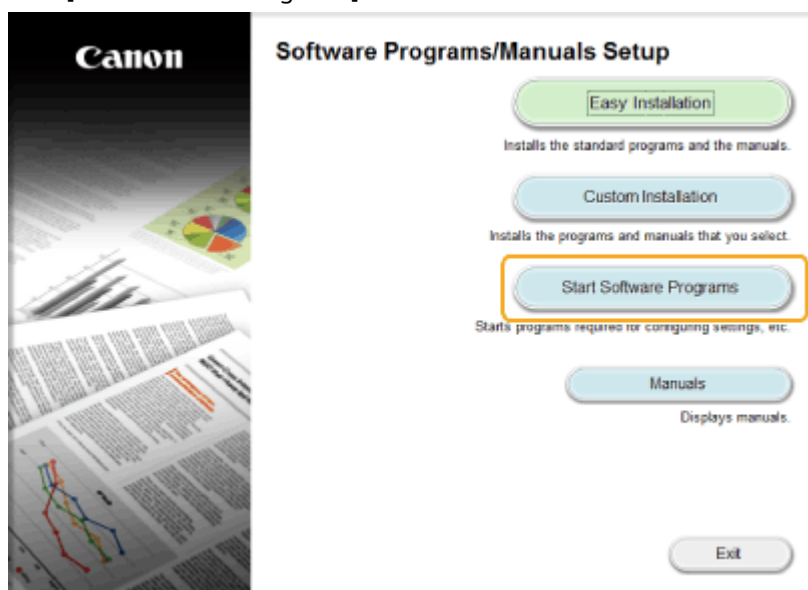 Canon
Software Programs/Manuals Setup
Easy Installation
Installs the standard programs and the manuals.
Custom Installation
Installs the programs and manuals that you select.
Start Software Programs
Starts programs required for configuring settings, etc.
Manuals
Displays manuals.
Exit